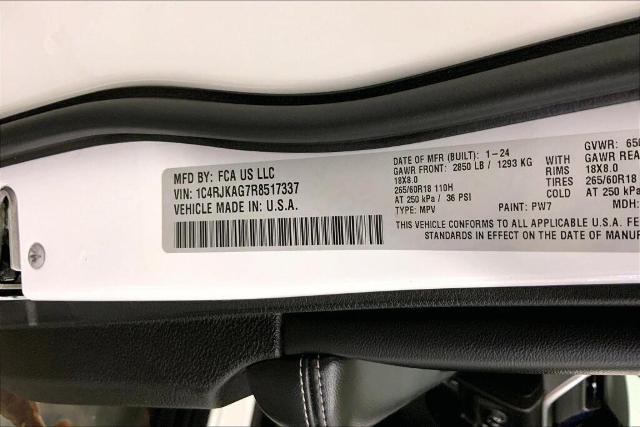 MFD BY: FCA US LLC
VIN: 1C4RJKAG7R8517337
VEHICLE MADE IN: U.S.A.
DATE OF MFR (BUILT): 1-24
GAWR FRONT: 2850 LB / 1293 KG WITH
18X8.0 RIMS
265/60R18 110H TIRES
AT 250 kPa / 36 PSI COLD
TYPE: MPV PAINT: PW7
GVWR: 650
GAWR REA
18X8.0
265/60R18
AT 250 kPa
MDH:
THIS VEHICLE CONFORMS TO ALL APPLICABLE U.S.A. FE
STANDARDS IN EFFECT ON THE DATE OF MANUF